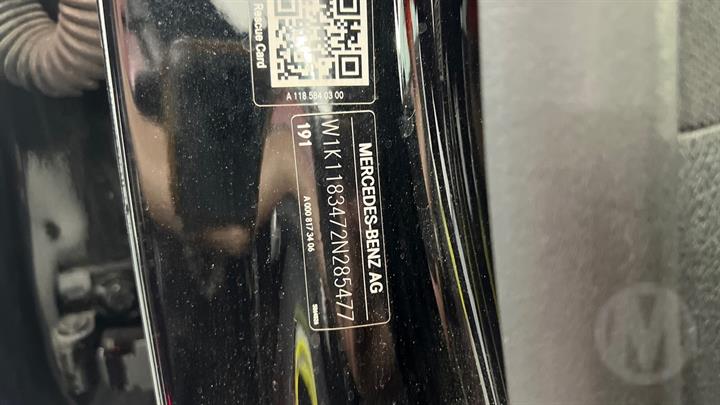 Rescue Card
A 118 584 03 00
MERCEDES-BENZ AG
W1K1183472N285477
191
A 000 817 34 06
M